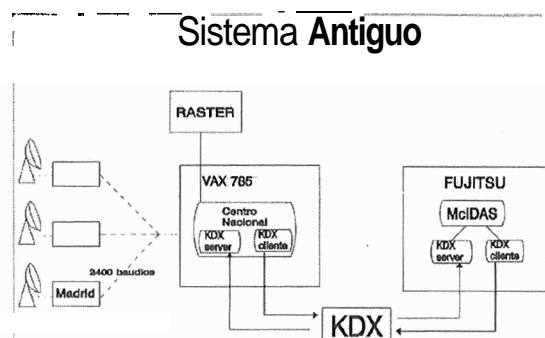 Sistema Antiguo
RASTER
VAX 785
FUJITSU
Centro
Nacional
KDX
server
KDX
cliente
McIDAS
KDX
server
KDX
cliente
2400 baudios
Madrid
KDX